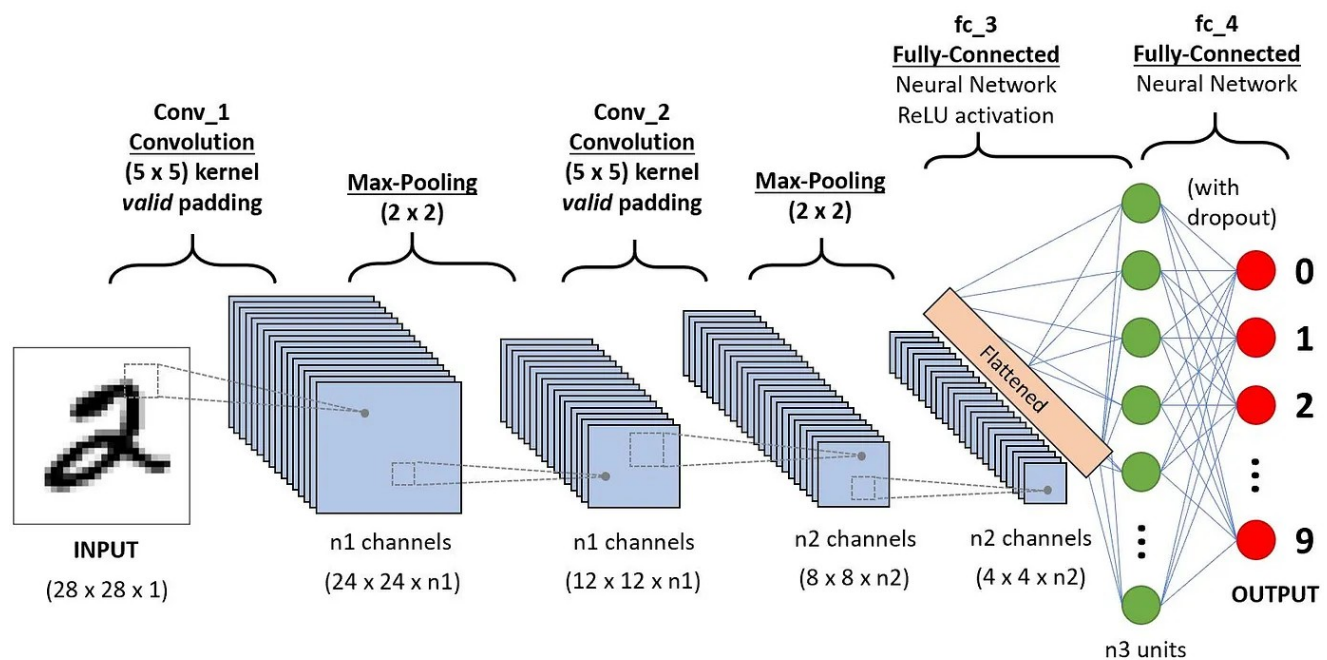 Conv_1
Convolution
(5 x 5) kernel
valid padding
Max-Pooling
(2 x 2)
Conv_2
Convolution
(5 x 5) kernel
valid padding
Max-Pooling
(2 x 2)
fc_3
Fully-Connected
Neural Network
ReLU activation
fc_4
Fully-Connected
Neural Network
(with
dropout)
Flattened
0
1
2
9
OUTPUT
INPUT
(28 x 28 x 1)
n1 channels
(24 x 24 x n1)
n1 channels
(12 x 12 x n1)
n2 channels
(8 x 8 x n2)
n2 channels
(4 x 4 x n2)
n3 units
2